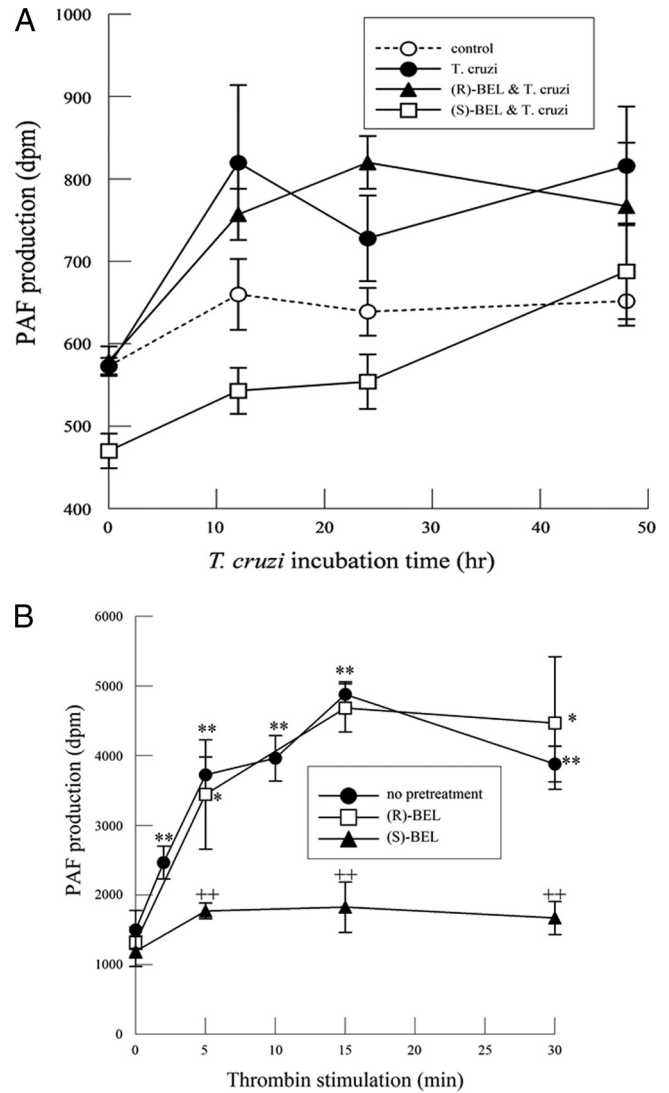 A
1000
900
800
700
600
500
400
PAF production (dpm)
control
T. cruzi
(R)-BEL & T. cruzi
(S)-BEL & T. cruzi
0 10 20 30 40 50
T. cruzi incubation time (hr)
B
6000
5000
4000
3000
2000
1000
0
PAF production (dpm)
**
**
*
**
**
*
**
no pretreatment
(R)-BEL
(S)-BEL
++
++
++
0 5 10 15 20 25 30
Thrombin stimulation (min)